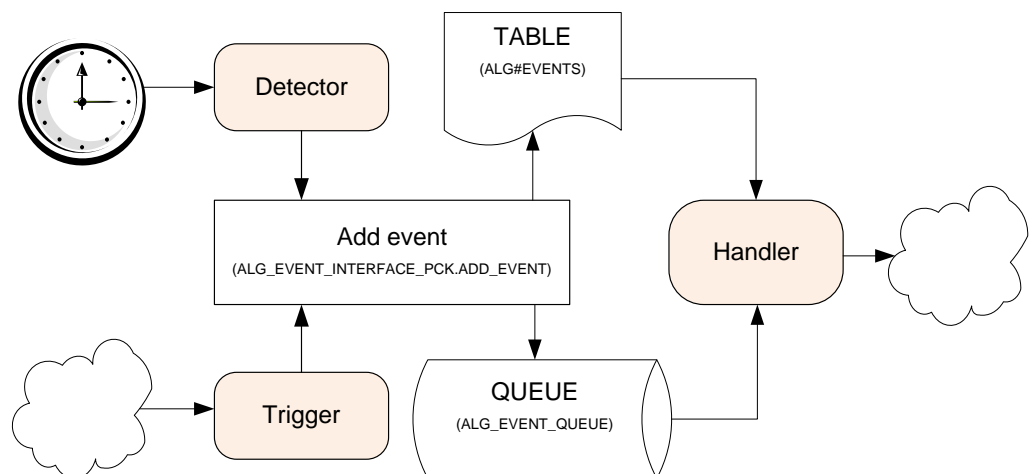 TABLE
(ALG#EVENTS)
Detector
Add event
(ALG_EVENT_INTERFACE_PCK.ADD_EVENT)
Handler
QUEUE
(ALG_EVENT_QUEUE)
Trigger